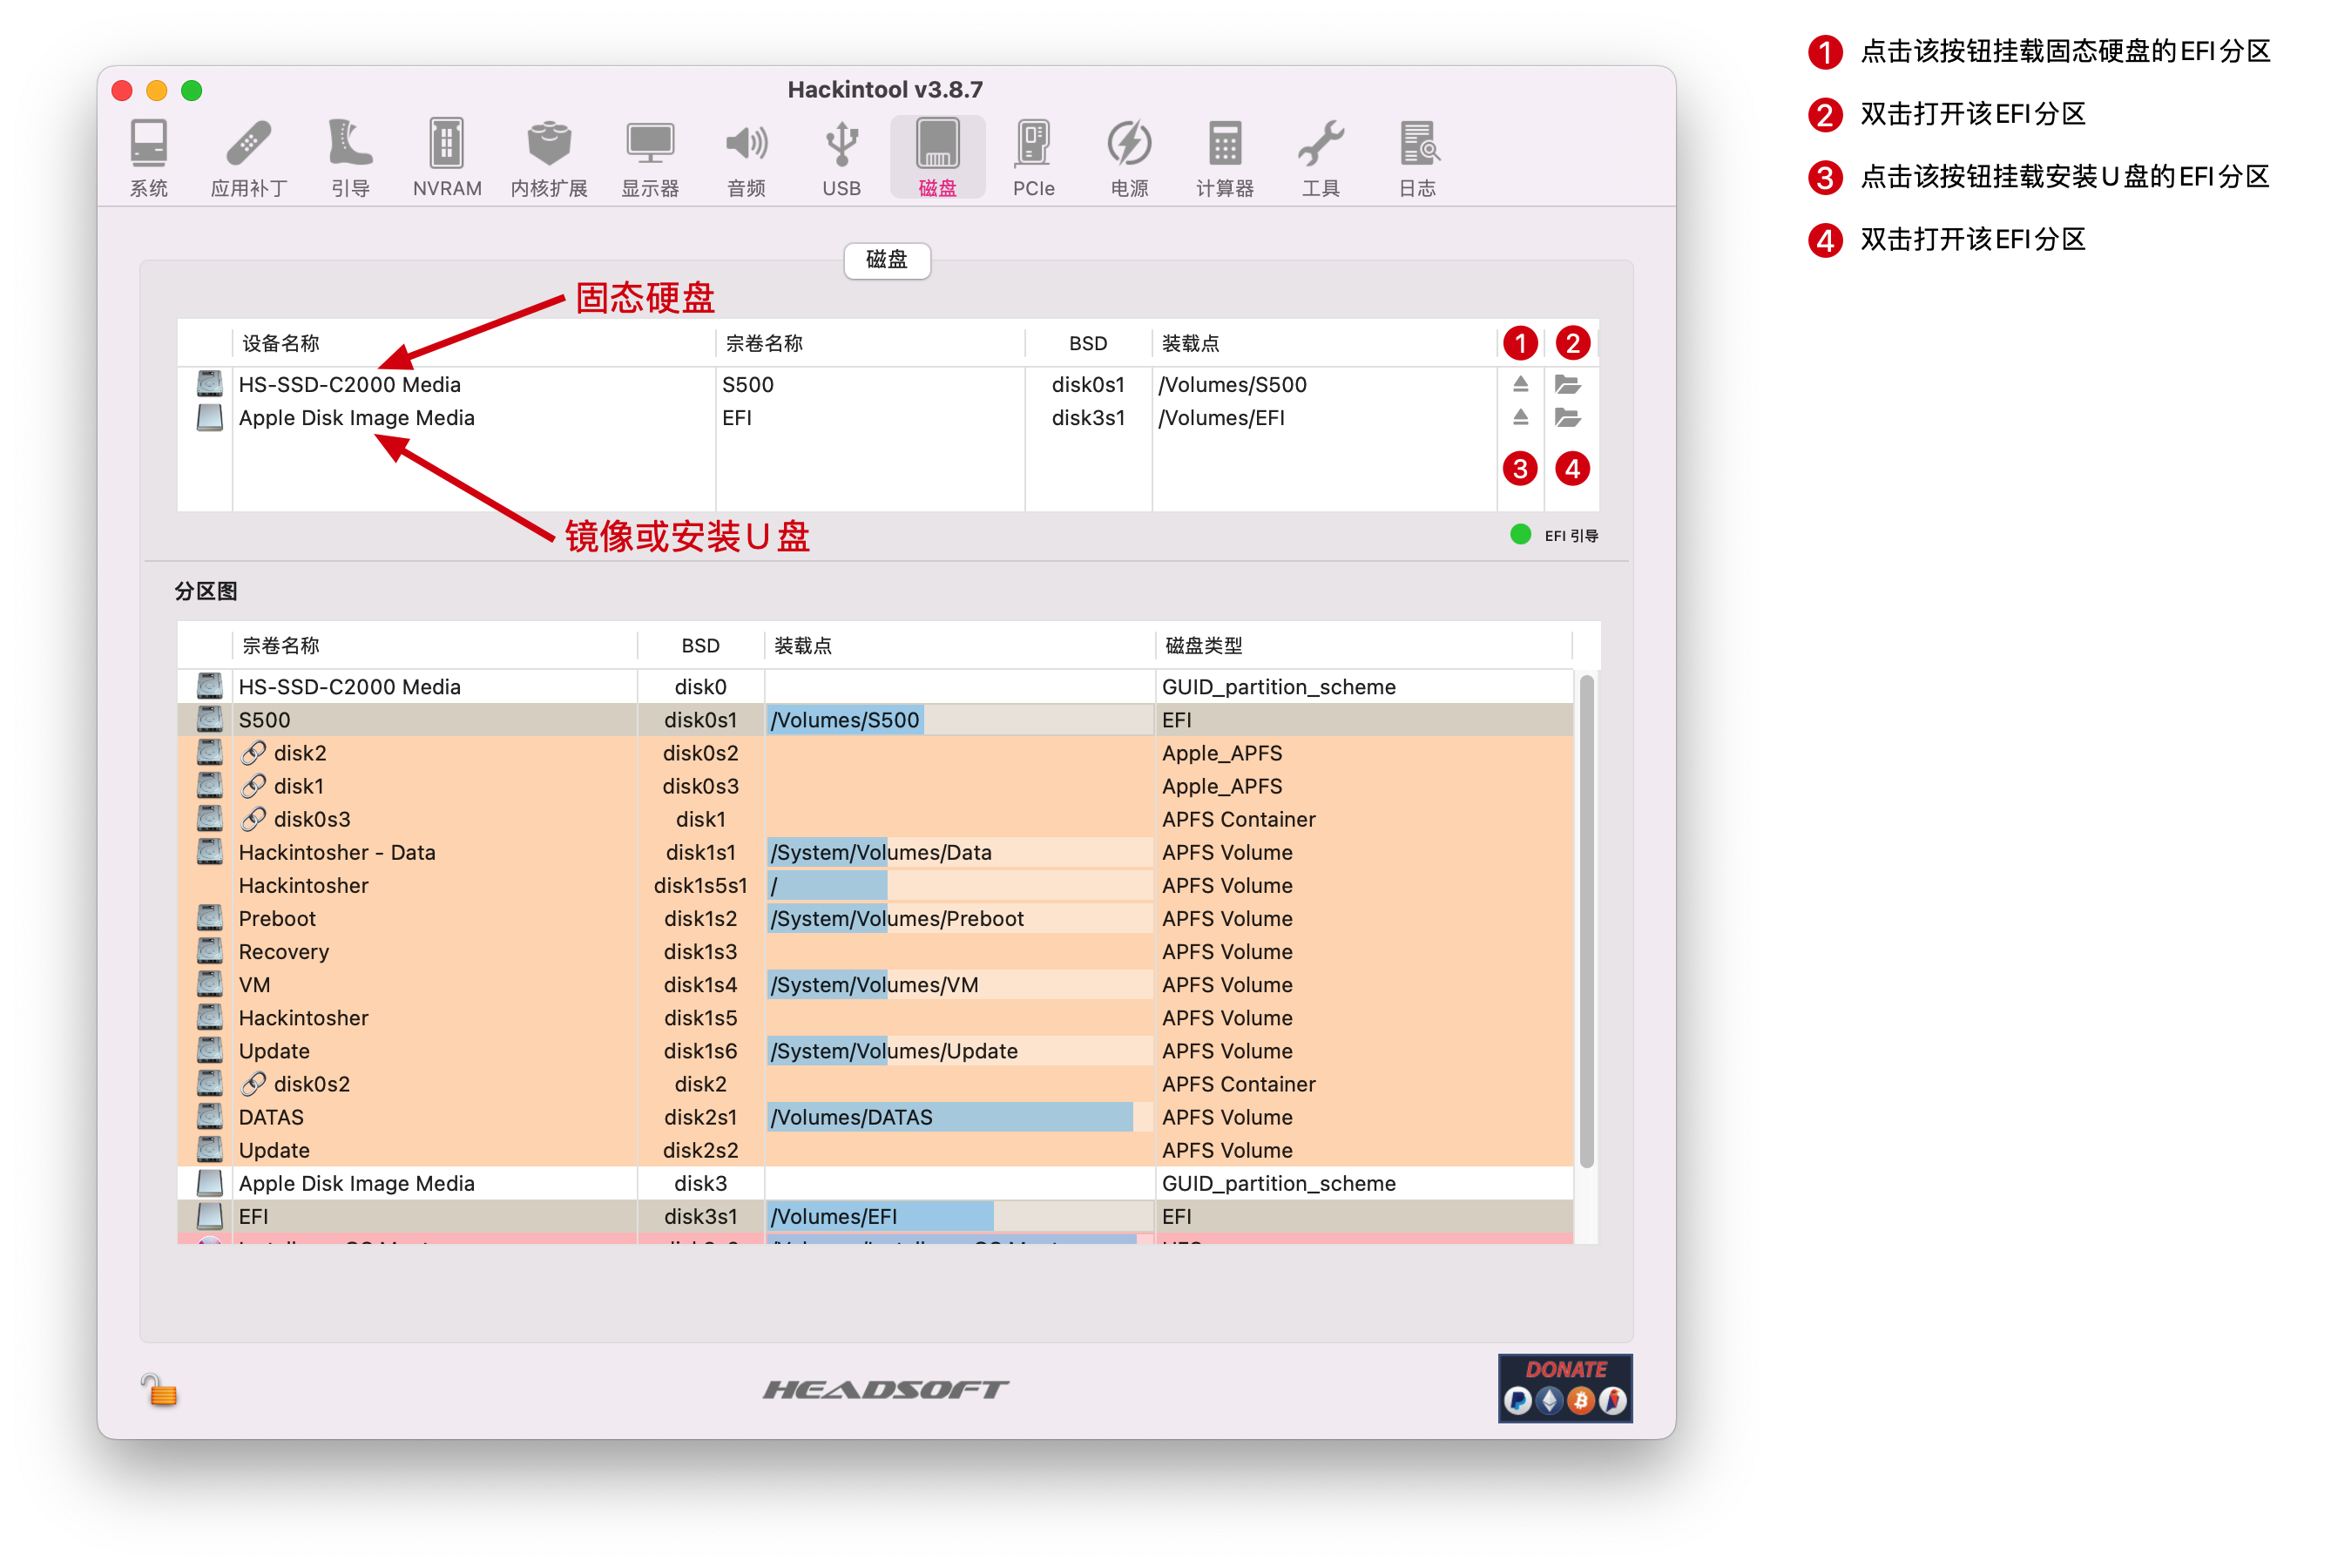 1 点击该按钮挂载固态硬盘的EFI分区
2 双击打开该EFI分区
3 点击该按钮挂载安装U盘的EFI分区
4 双击打开该EFI分区
Hackintool v3.8.7
系统 应用补丁 引导 NVRAM 内核扩展 显示器 音频 USB 磁盘 PCIe 电源 计算器 工具 日志
磁盘
固态硬盘
设备名称 宗卷名称 BSD 装载点 1 2
HS-SSD-C2000 Media S500 disk0s1 /Volumes/S500
Apple Disk Image Media EFI disk3s1 /Volumes/EFI
3 4
镜像或安装U盘
EFI 引导
分区图
宗卷名称 BSD 装载点 磁盘类型
HS-SSD-C2000 Media disk0 GUID_partition_scheme
S500 disk0s1 /Volumes/S500 EFI
disk2 disk0s2 Apple_APFS
disk1 disk0s3 Apple_APFS
disk0s3 disk1 APFS Container
Hackintosher - Data disk1s1 /System/Volumes/Data APFS Volume
Hackintosher disk1s5s1 / APFS Volume
Preboot disk1s2 /System/Volumes/Preboot APFS Volume
Recovery disk1s3 APFS Volume
VM disk1s4 /System/Volumes/VM APFS Volume
Hackintosher disk1s5 APFS Volume
Update disk1s6 /System/Volumes/Update APFS Volume
disk0s2 disk2 APFS Container
DATAS disk2s1 /Volumes/DATAS APFS Volume
Update disk2s2 APFS Volume
Apple Disk Image Media disk3 GUID_partition_scheme
EFI disk3s1 /Volumes/EFI EFI
HEADSOFT
DONATE